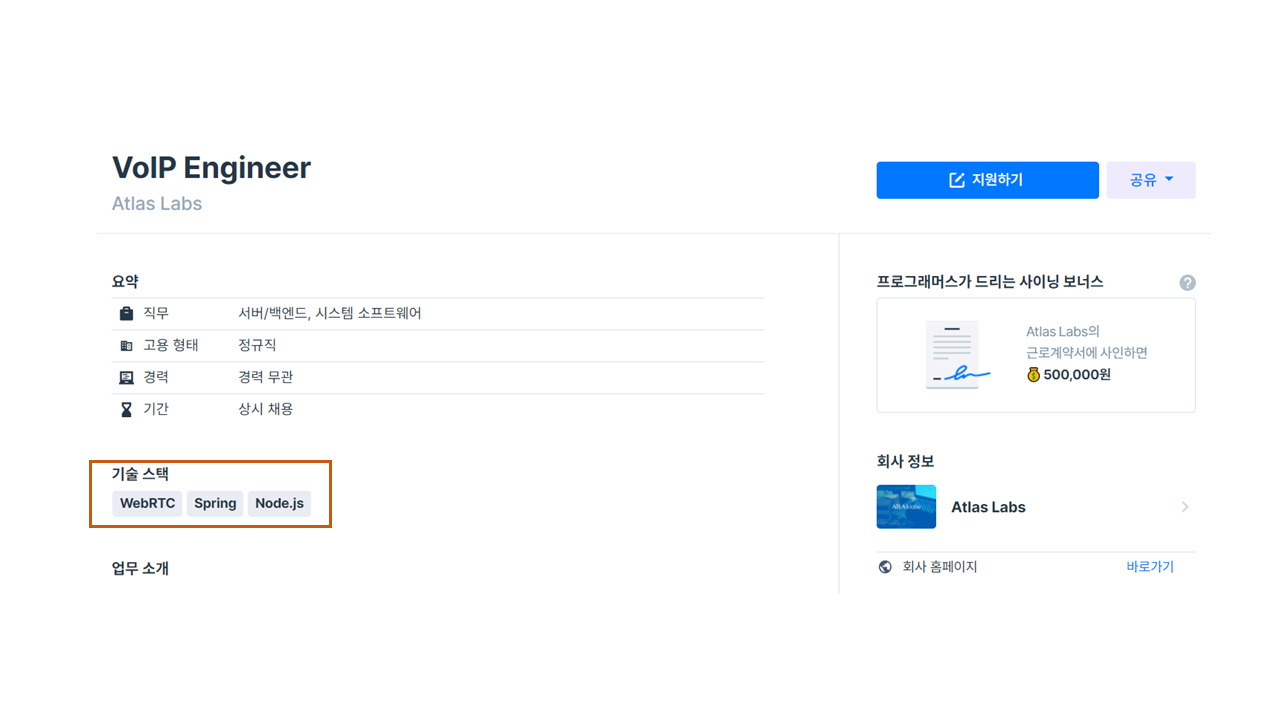 VoIP Engineer
Atlas Labs
지원하기
공유
요약
직무 서버/백엔드, 시스템 소프트웨어
고용 형태 정규직
경력 경력 무관
기간 상시 채용
기술 스택
WebRTC Spring Node.js
업무 소개
프로그래머스가 드리는 사이닝 보너스
?
Atlas Labs의
근로계약서에 사인하면
500,000원
회사 정보
ATLAS labs
Atlas Labs
회사 홈페이지 바로가기